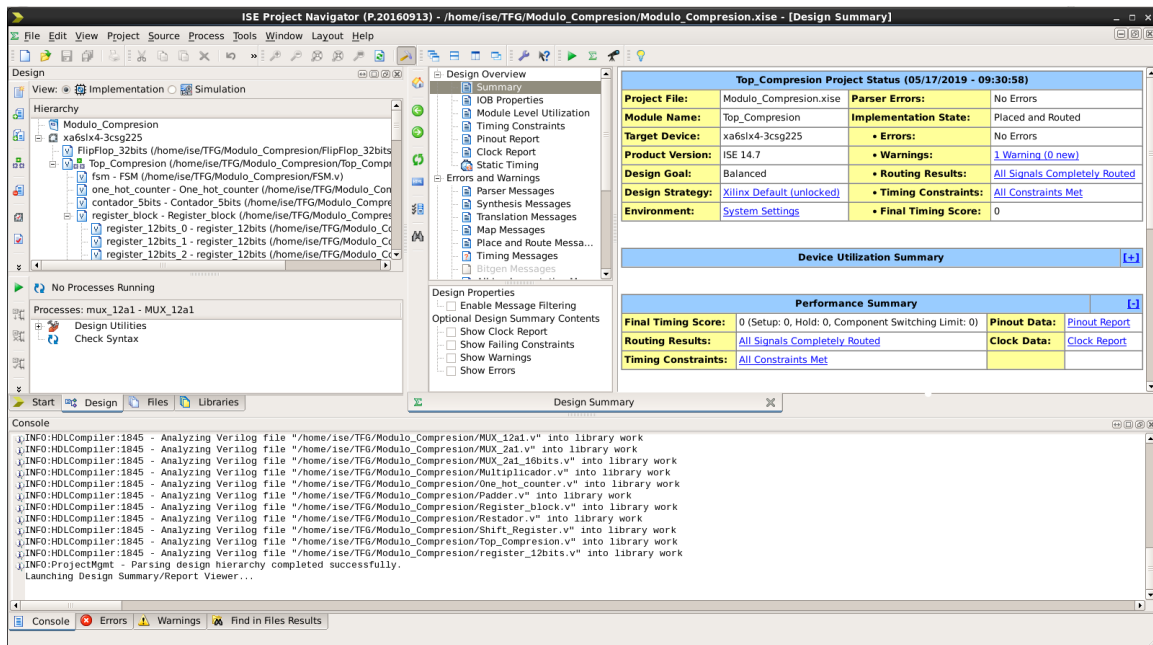 ISE Project Navigator (P.20160913) - /home/ise/TFG/Modulo_Compresion/Modulo_Compresion.xise - [Design Summary]
File Edit View Project Source Process Tools Window Layout Help
Design
View: Implementation Simulation
Hierarchy
Modulo_Compresion
xa6slx4-3csg225
FlipFlop_32bits (/home/ise/TFG/Modulo_Compresion/FlipFlop_32bits
Top_Compresion (/home/ise/TFG/Modulo_Compresion/Top_Compr
fsm - FSM (/home/ise/TFG/Modulo_Compresion/FSM.v)
one_hot_counter - One_hot_counter (/home/ise/TFG/Modulo_Con
contador_5bits - Contador_5bits (/home/ise/TFG/Modulo_Compre
register_block - Register_block (/home/ise/TFG/Modulo_Compres
register_12bits_0 - register_12bits (/home/ise/TFG/Modulo_Co
register_12bits_1 - register_12bits (/home/ise/TFG/Modulo_Co
register_12bits_2 - register_12bits (/home/ise/TFG/Modulo_Co
No Processes Running
Processes: mux_12a1 - MUX_12a1
Design Utilities
Check Syntax
Start Design Files Libraries
Design Overview
Summary
IOB Properties
Module Level Utilization
Timing Constraints
Pinout Report
Clock Report
Static Timing
Errors and Warnings
Parser Messages
Synthesis Messages
Translation Messages
Map Messages
Place and Route Messa...
Timing Messages
Bitgen Messages
Design Properties
Enable Message Filtering
Optional Design Summary Contents
Show Clock Report
Show Failing Constraints
Show Warnings
Show Errors
Design Summary
Top_Compresion Project Status (05/17/2019 - 09:30:58)
Project File: Modulo_Compresion.xise Parser Errors: No Errors
Module Name: Top_Compresion Implementation State: Placed and Routed
Target Device: xa6slx4-3csg225 • Errors: No Errors
Product Version: ISE 14.7 • Warnings: 1 Warning (0 new)
Design Goal: Balanced • Routing Results: All Signals Completely Routed
Design Strategy: Xilinx Default (unlocked) • Timing Constraints: All Constraints Met
Environment: System Settings • Final Timing Score: 0
Device Utilization Summary [+]
Performance Summary [-]
Final Timing Score: 0 (Setup: 0, Hold: 0, Component Switching Limit: 0) Pinout Data: Pinout Report
Routing Results: All Signals Completely Routed Clock Data: Clock Report
Timing Constraints: All Constraints Met
Console
INFO:HDLCompiler:1845 - Analyzing Verilog file "/home/ise/TFG/Modulo_Compresion/MUX_12a1.v" into library work
INFO:HDLCompiler:1845 - Analyzing Verilog file "/home/ise/TFG/Modulo_Compresion/MUX_2a1.v" into library work
INFO:HDLCompiler:1845 - Analyzing Verilog file "/home/ise/TFG/Modulo_Compresion/MUX_2a1_16bits.v" into library work
INFO:HDLCompiler:1845 - Analyzing Verilog file "/home/ise/TFG/Modulo_Compresion/Multiplicador.v" into library work
INFO:HDLCompiler:1845 - Analyzing Verilog file "/home/ise/TFG/Modulo_Compresion/One_hot_counter.v" into library work
INFO:HDLCompiler:1845 - Analyzing Verilog file "/home/ise/TFG/Modulo_Compresion/Padder.v" into library work
INFO:HDLCompiler:1845 - Analyzing Verilog file "/home/ise/TFG/Modulo_Compresion/Register_block.v" into library work
INFO:HDLCompiler:1845 - Analyzing Verilog file "/home/ise/TFG/Modulo_Compresion/Restador.v" into library work
INFO:HDLCompiler:1845 - Analyzing Verilog file "/home/ise/TFG/Modulo_Compresion/Shift_Register.v" into library work
INFO:HDLCompiler:1845 - Analyzing Verilog file "/home/ise/TFG/Modulo_Compresion/Top_Compresion.v" into library work
INFO:HDLCompiler:1845 - Analyzing Verilog file "/home/ise/TFG/Modulo_Compresion/register_12bits.v" into library work
INFO:ProjectMgmt - Parsing design hierarchy completed successfully.
Launching Design Summary/Report Viewer...
Console Errors Warnings Find in Files Results